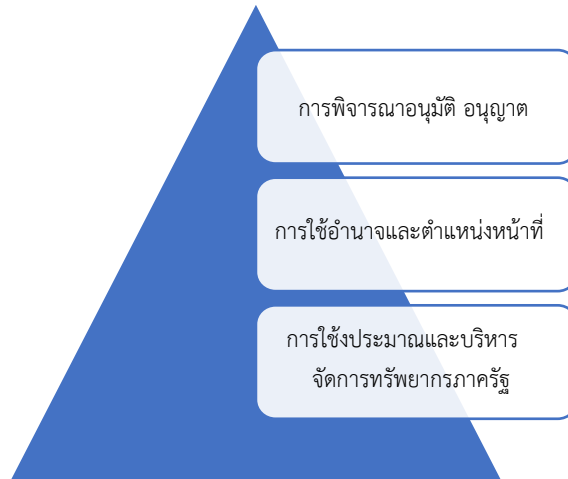 การพิจารณาอนุมัติ อนุญาต
การใช้อำนาจและตำแหน่งหน้าที่
การใช้งประมาณและบริหาร
จัดการทรัพยากรภาครัฐ